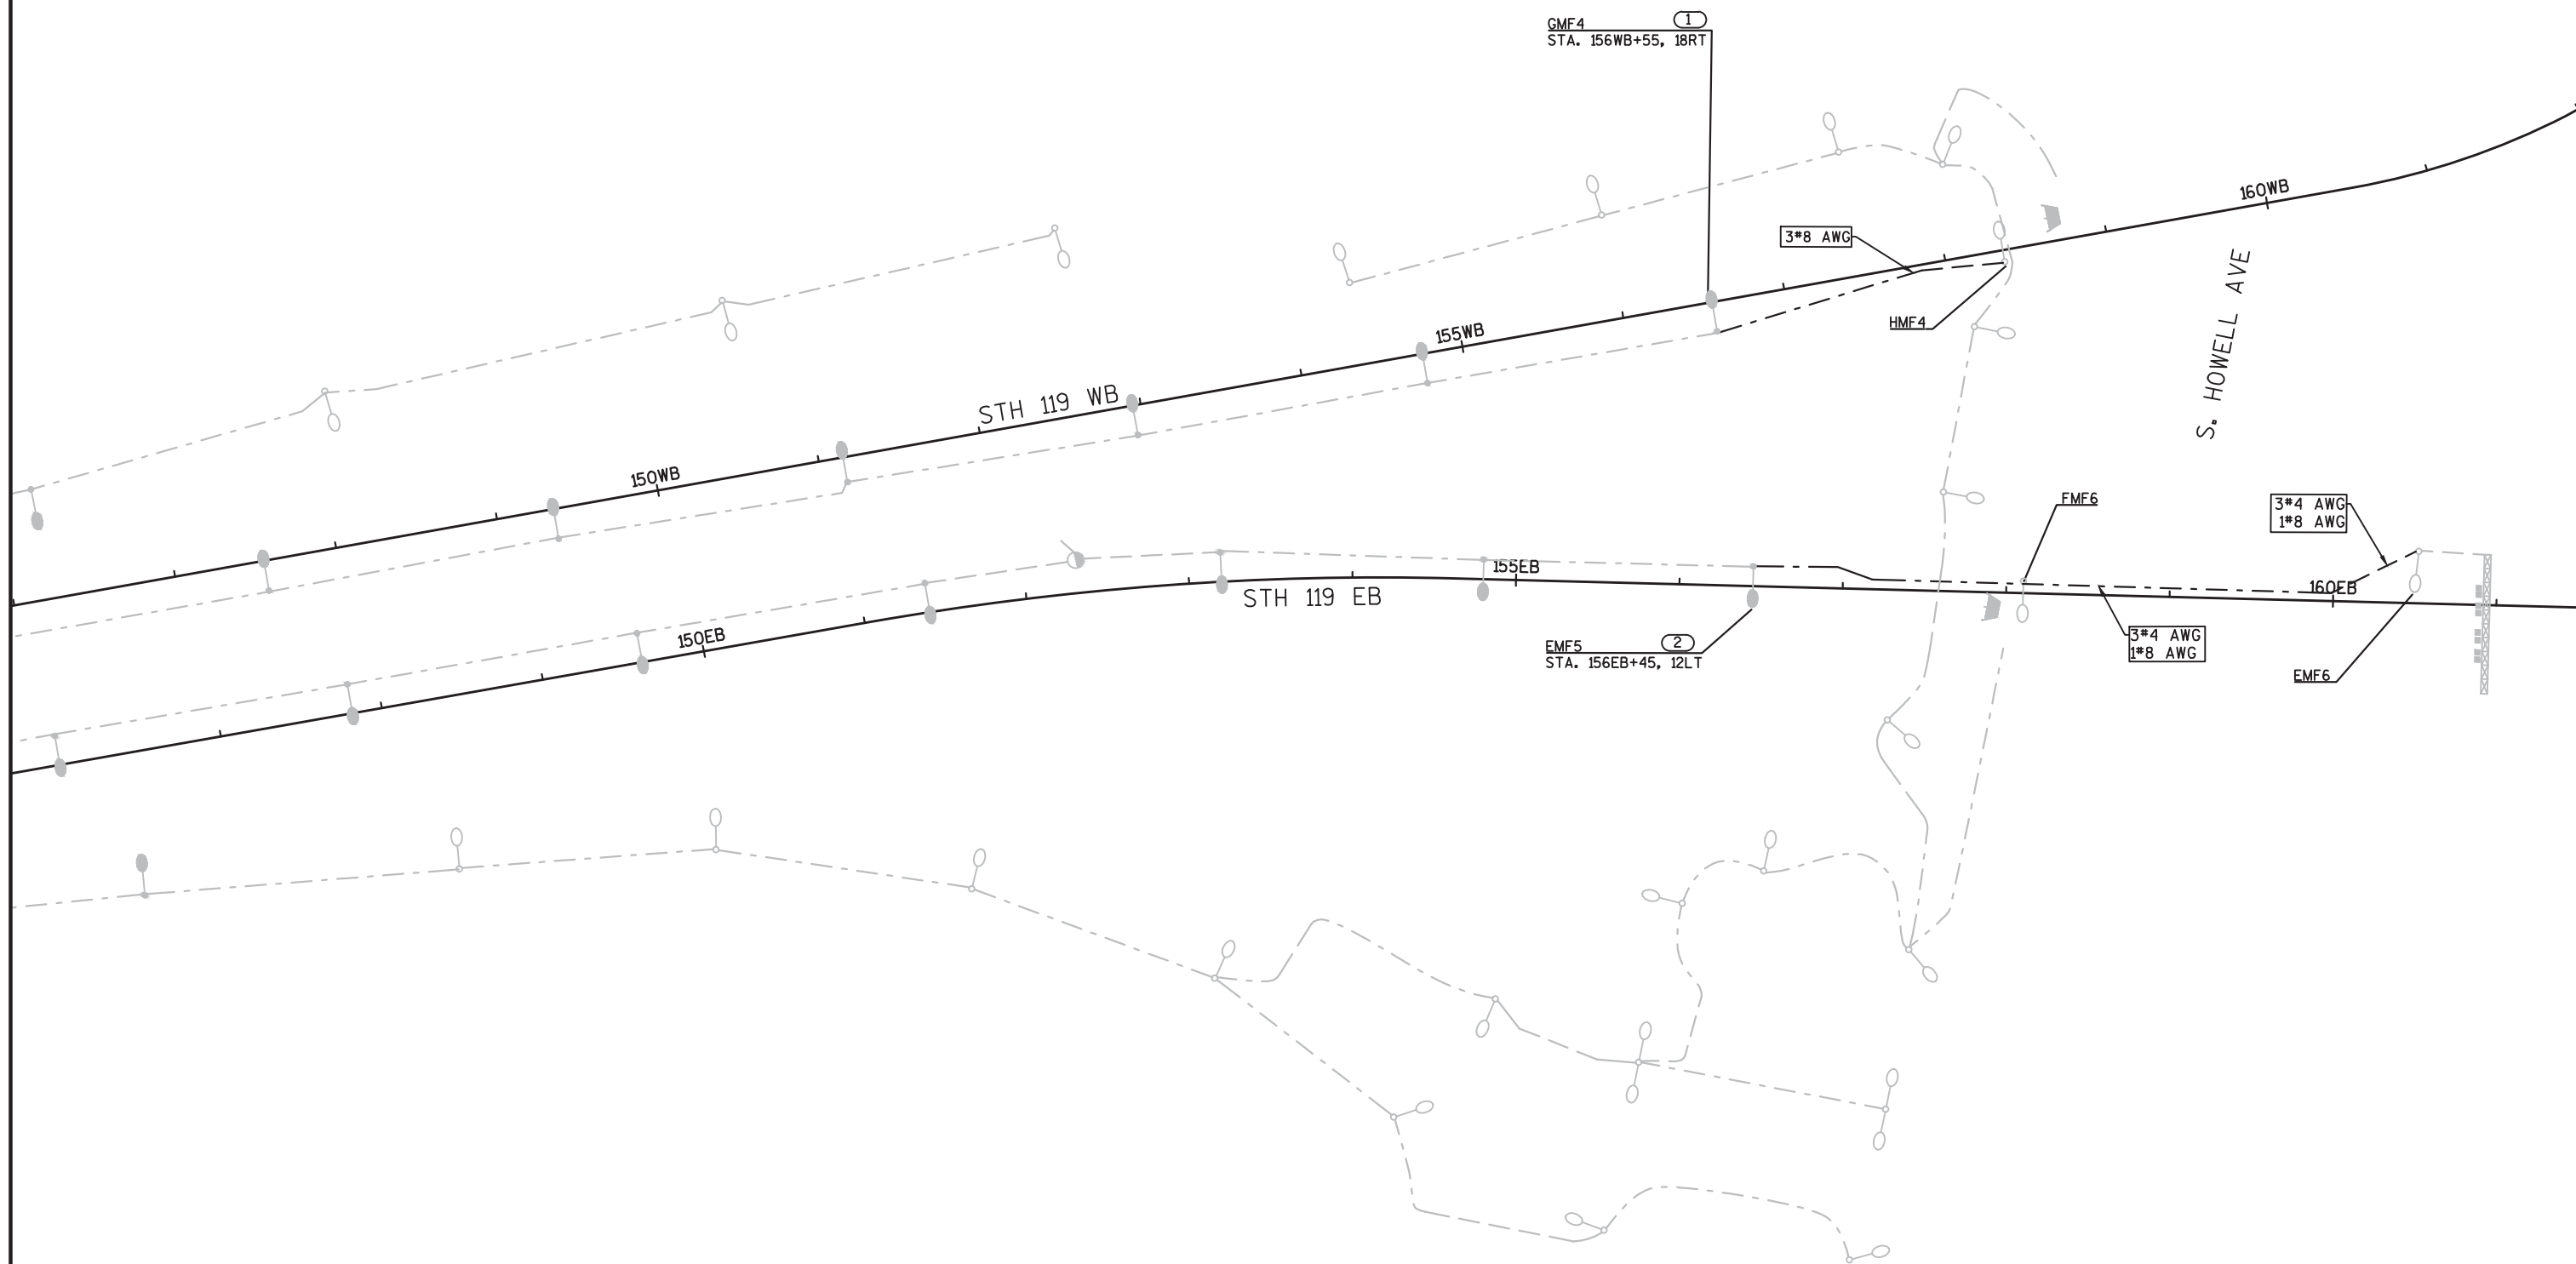 GMF4 1
STA. 156WB+55, 18RT
160WB
3#8 AWG
HMF4
155WB
S. HOWELL AVE
STH 119 WB
150WB
FMF6
3#4 AWG
1#8 AWG
155EB
160EB
STH 119 EB
150EB
EMF5 2
STA. 156EB+45, 12LT
3#4 AWG
1#8 AWG
EMF6